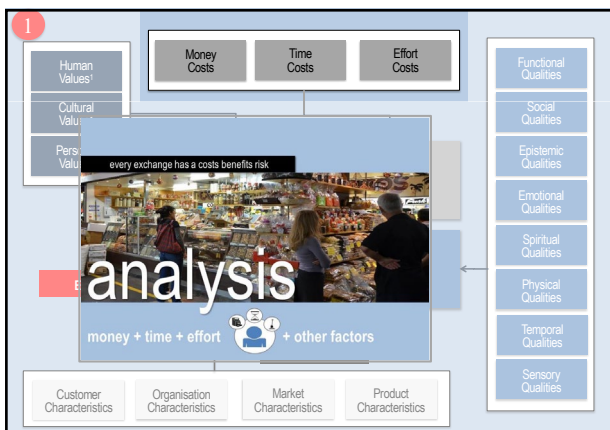 1
Human
Values¹
Cultural
Money
Costs
Time
Costs
Effort
Costs
Functional
Qualities
Social
Qualities
Epistemic
Qualities
Emotional
Qualities
Spiritual
Qualities
Physical
Qualities
Temporal
Qualities
Sensory
Qualities
every exchange has a costs benefits risk
analysis
money + time + effort + other factors
Customer
Characteristics
Organisation
Characteristics
Market
Characteristics
Product
Characteristics